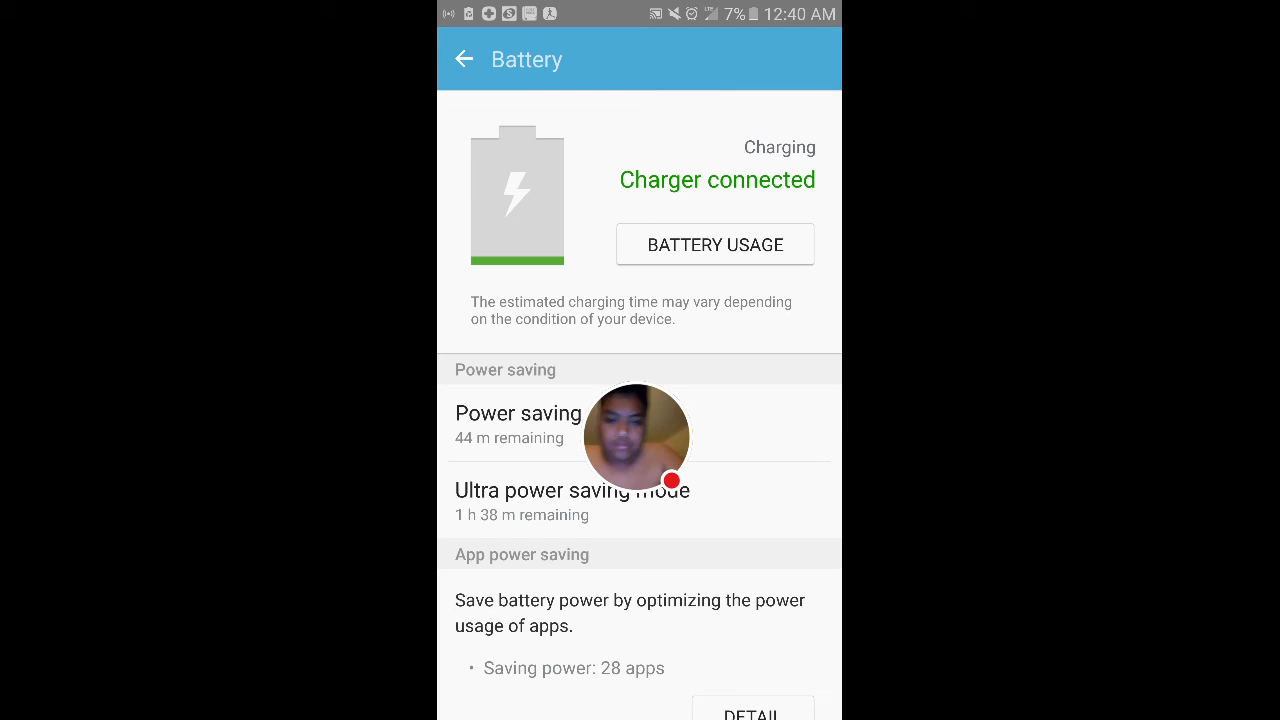 7% 12:40 AM
Battery
Charging
Charger connected
BATTERY USAGE
The estimated charging time may vary depending
on the condition of your device.
Power saving
Power saving
44 m remaining
Ultra power saving mode
1 h 38 m remaining
App power saving
Save battery power by optimizing the power
usage of apps.
• Saving power: 28 apps
DETAIL